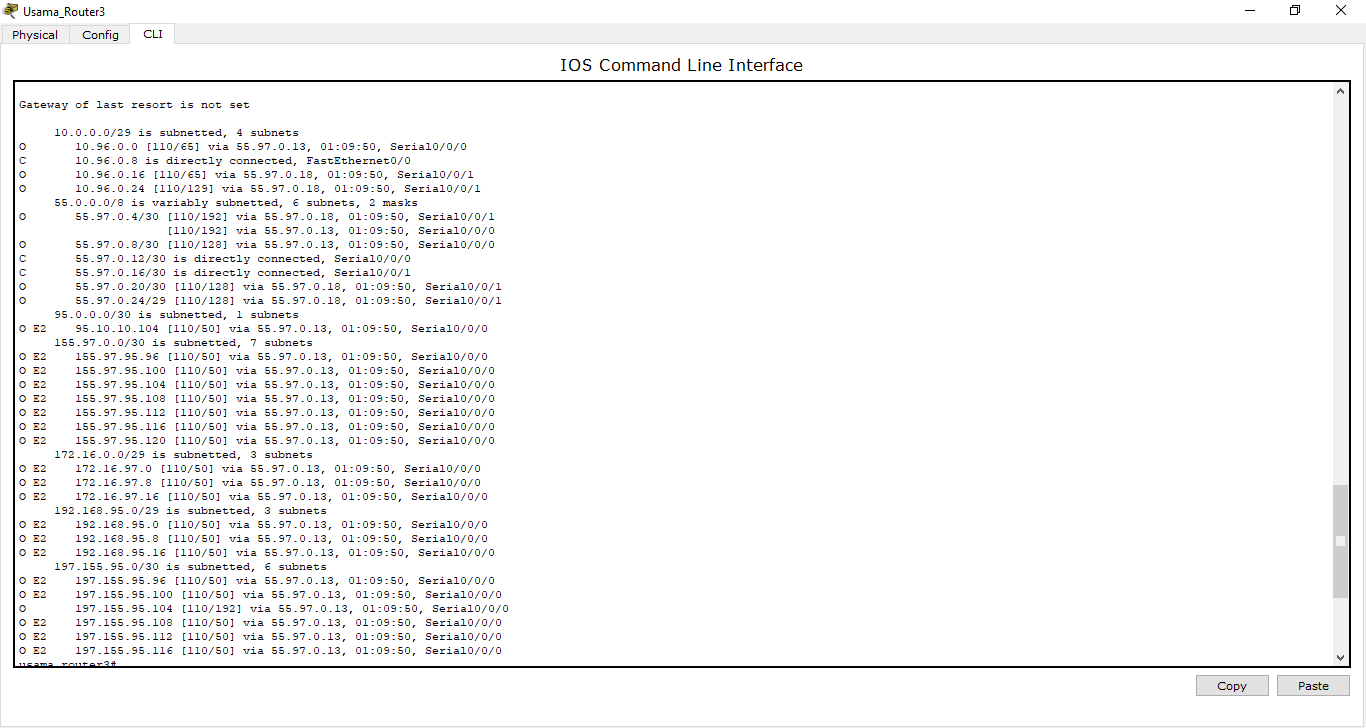 Usama_Router3
Physical Config CLI
IOS Command Line Interface
Gateway of last resort is not set
10.0.0.0/29 is subnetted, 4 subnets
O 10.96.0.0 [110/65] via 55.97.0.13, 01:09:50, Serial0/0/0
C 10.96.0.8 is directly connected, FastEthernet0/0
O 10.96.0.16 [110/65] via 55.97.0.18, 01:09:50, Serial0/0/1
O 10.96.0.24 [110/129] via 55.97.0.18, 01:09:50, Serial0/0/1
55.0.0.0/8 is variably subnetted, 6 subnets, 2 masks
O 55.97.0.4/30 [110/192] via 55.97.0.18, 01:09:50, Serial0/0/1
[110/192] via 55.97.0.13, 01:09:50, Serial0/0/0
O 55.97.0.8/30 [110/128] via 55.97.0.13, 01:09:50, Serial0/0/0
C 55.97.0.12/30 is directly connected, Serial0/0/0
C 55.97.0.16/30 is directly connected, Serial0/0/1
O 55.97.0.20/30 [110/128] via 55.97.0.18, 01:09:50, Serial0/0/1
O 55.97.0.24/29 [110/128] via 55.97.0.18, 01:09:50, Serial0/0/1
95.0.0.0/30 is subnetted, 1 subnets
O E2 95.10.10.104 [110/50] via 55.97.0.13, 01:09:50, Serial0/0/0
155.97.0.0/30 is subnetted, 7 subnets
O E2 155.97.95.96 [110/50] via 55.97.0.13, 01:09:50, Serial0/0/0
O E2 155.97.95.100 [110/50] via 55.97.0.13, 01:09:50, Serial0/0/0
O E2 155.97.95.104 [110/50] via 55.97.0.13, 01:09:50, Serial0/0/0
O E2 155.97.95.108 [110/50] via 55.97.0.13, 01:09:50, Serial0/0/0
O E2 155.97.95.112 [110/50] via 55.97.0.13, 01:09:50, Serial0/0/0
O E2 155.97.95.116 [110/50] via 55.97.0.13, 01:09:50, Serial0/0/0
O E2 155.97.95.120 [110/50] via 55.97.0.13, 01:09:50, Serial0/0/0
172.16.0.0/29 is subnetted, 3 subnets
O E2 172.16.97.0 [110/50] via 55.97.0.13, 01:09:50, Serial0/0/0
O E2 172.16.97.8 [110/50] via 55.97.0.13, 01:09:50, Serial0/0/0
O E2 172.16.97.16 [110/50] via 55.97.0.13, 01:09:50, Serial0/0/0
192.168.95.0/29 is subnetted, 3 subnets
O E2 192.168.95.0 [110/50] via 55.97.0.13, 01:09:50, Serial0/0/0
O E2 192.168.95.8 [110/50] via 55.97.0.13, 01:09:50, Serial0/0/0
O E2 192.168.95.16 [110/50] via 55.97.0.13, 01:09:50, Serial0/0/0
197.155.95.0/30 is subnetted, 6 subnets
O E2 197.155.95.96 [110/50] via 55.97.0.13, 01:09:50, Serial0/0/0
O E2 197.155.95.100 [110/50] via 55.97.0.13, 01:09:50, Serial0/0/0
O 197.155.95.104 [110/192] via 55.97.0.13, 01:09:50, Serial0/0/0
O E2 197.155.95.108 [110/50] via 55.97.0.13, 01:09:50, Serial0/0/0
O E2 197.155.95.112 [110/50] via 55.97.0.13, 01:09:50, Serial0/0/0
O E2 197.155.95.116 [110/50] via 55.97.0.13, 01:09:50, Serial0/0/0
usama_router3#
Copy Paste